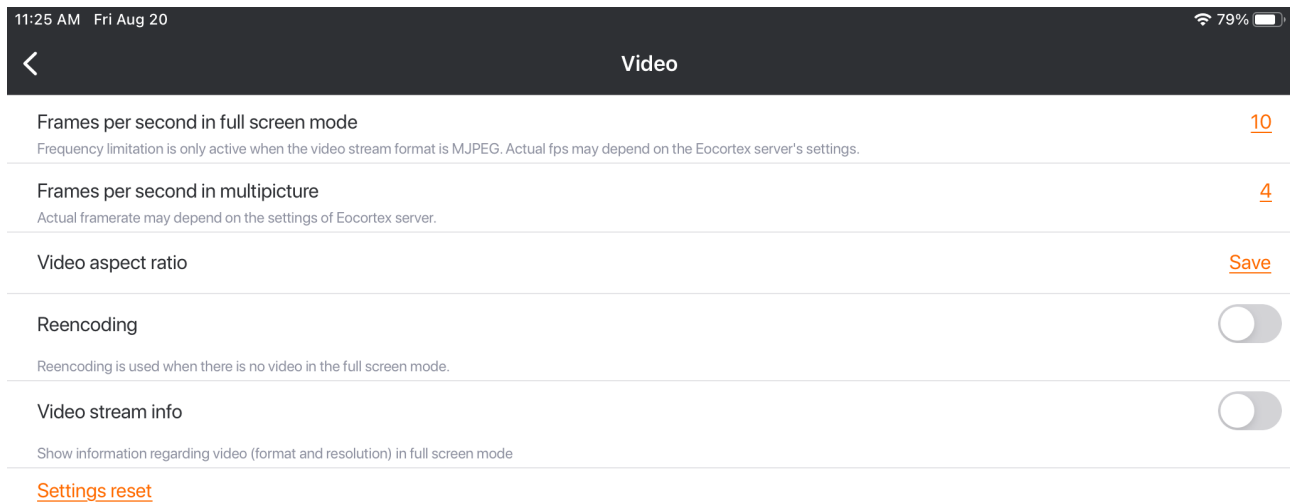 11:25 AM Fri Aug 20 79%
Video
Frames per second in full screen mode 10
Frequency limitation is only active when the video stream format is MJPEG. Actual fps may depend on the Eocortex server's settings.
Frames per second in multipicture 4
Actual framerate may depend on the settings of Eocortex server.
Video aspect ratio Save
Reencoding
Reencoding is used when there is no video in the full screen mode.
Video stream info
Show information regarding video (format and resolution) in full screen mode
Settings reset